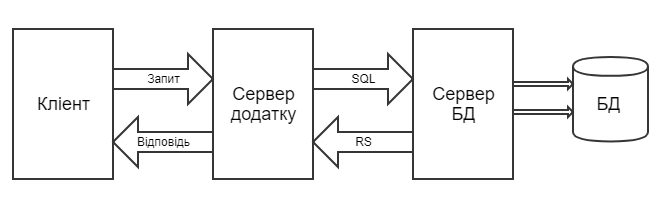 Клієнт
Запит
Відповідь
Сервер
додатку
SQL
RS
Сервер
БД
БД